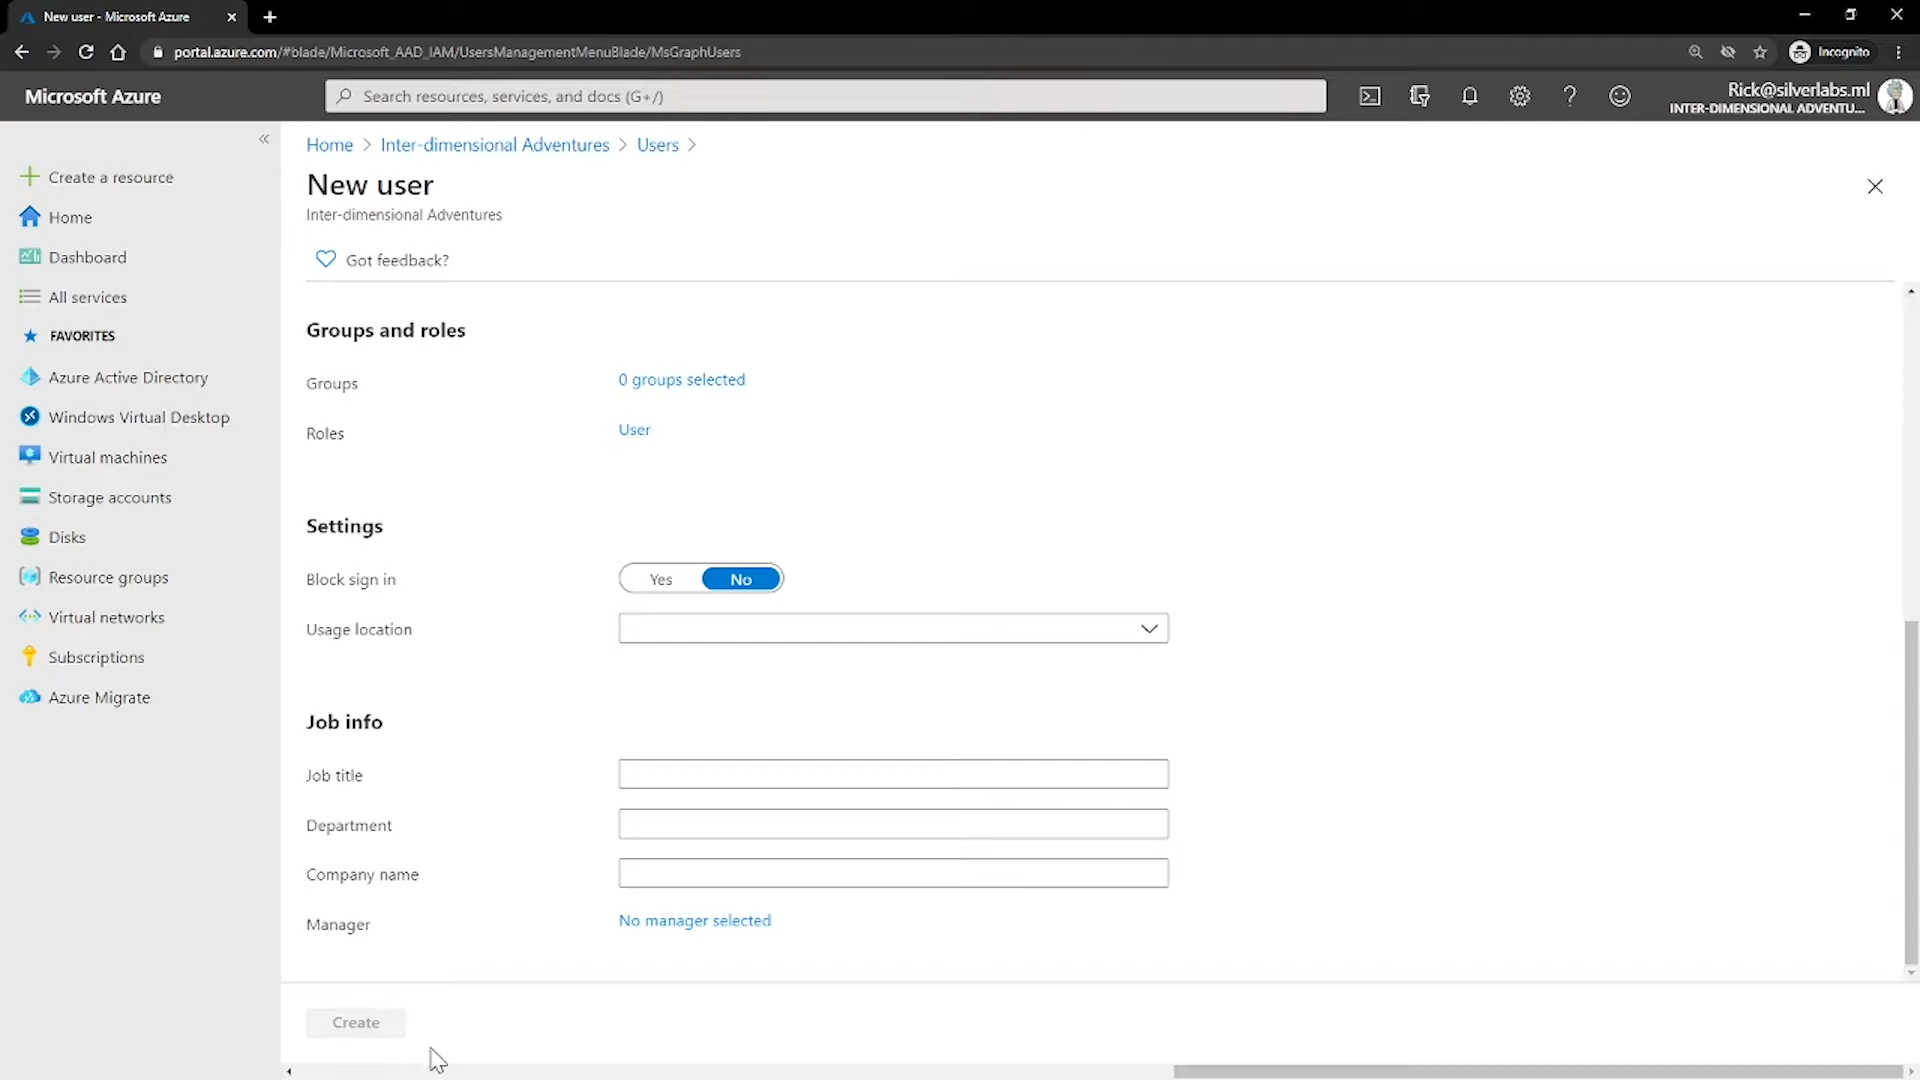 New user - Microsoft Azure
portal.azure.com/#blade/Microsoft_AAD_IAM/UsersManagementMenuBlade/MsGraphUsers
Incognito
Microsoft Azure
Search resources, services, and docs (G+/)
Rick@silverlabs.ml
INTER-DIMENSIONAL ADVENTU...
Create a resource
Home
Dashboard
All services
FAVORITES
Azure Active Directory
Windows Virtual Desktop
Virtual machines
Storage accounts
Disks
Resource groups
Virtual networks
Subscriptions
Azure Migrate
Home > Inter-dimensional Adventures > Users >
New user
Inter-dimensional Adventures
Got feedback?
Groups and roles
Groups 0 groups selected
Roles User
Settings
Block sign in Yes No
Usage location
Job info
Job title
Department
Company name
Manager No manager selected
Create